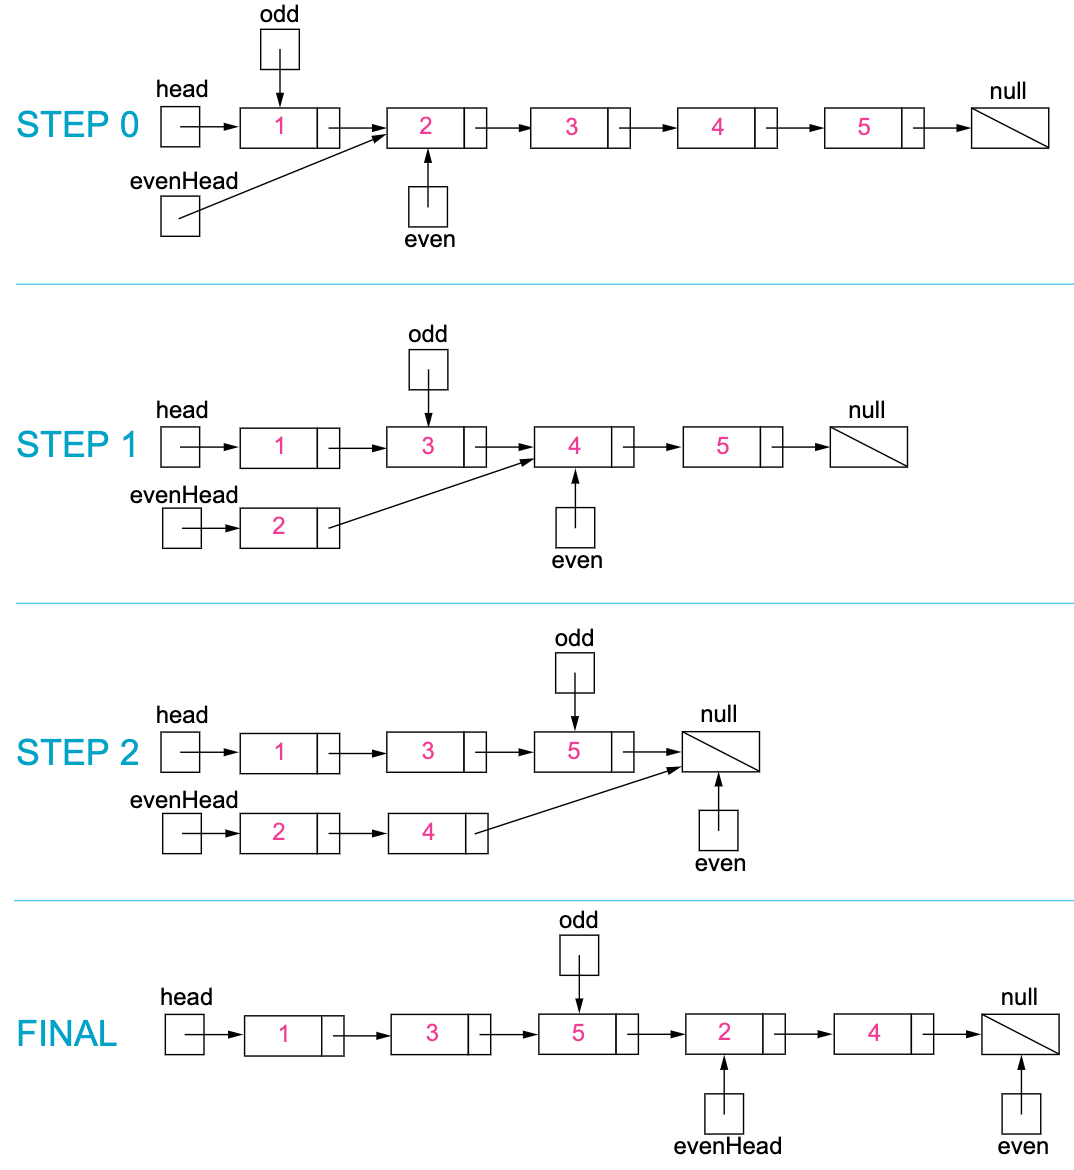 odd
head
null
STEP 0
1
2
3
4
5
evenHead
even
odd
head
null
STEP 1
1
3
4
5
evenHead
2
even
odd
head
null
STEP 2
1
3
5
evenHead
2
4
even
odd
head
null
FINAL
1
3
5
2
4
evenHead
even